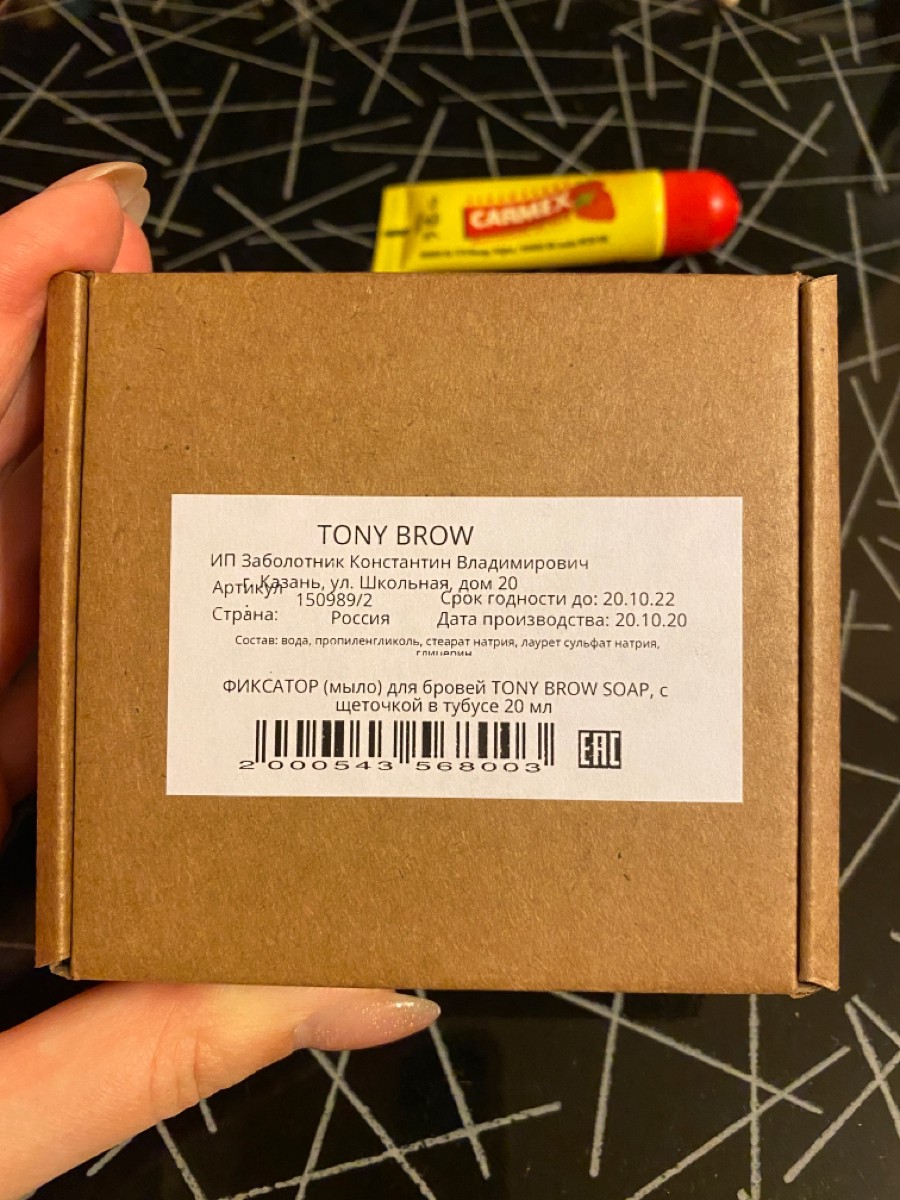 CARMEX
TONY BROW
ИП Заболотник Константин Владимирович
г. Казань, ул. Школьная, дом 20
Артикул: 150989/2 Срок годности до: 20.10.22
Страна: Россия Дата производства: 20.10.20
Состав: вода, пропиленгликоль, стеарат натрия, лаурет сульфат натрия,
глицерин
ФИКСАТОР (мыло) для бровей TONY BROW SOAP, с
щеточкой в тубусе 20 мл
2 000543 568003
EAC